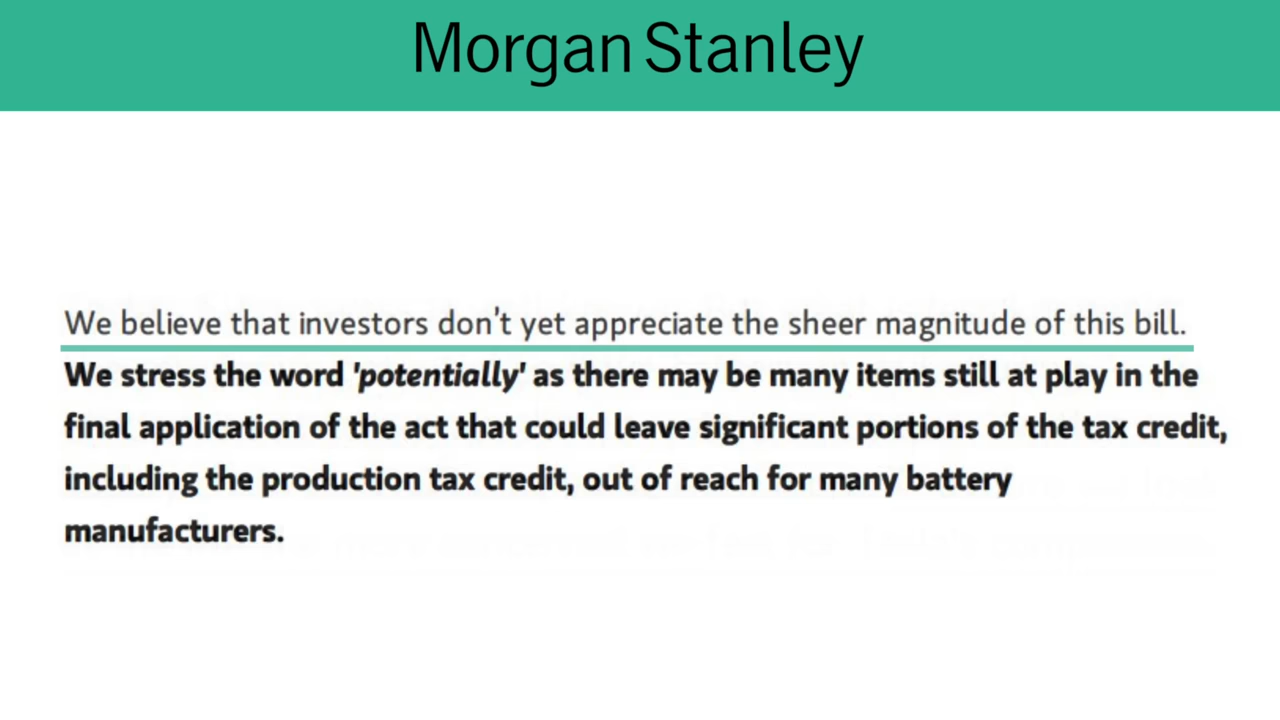 Morgan Stanley
We believe that investors don't yet appreciate the sheer magnitude of this bill.
We stress the word 'potentially' as there may be many items still at play in the
final application of the act that could leave significant portions of the tax credit,
including the production tax credit, out of reach for many battery
manufacturers.